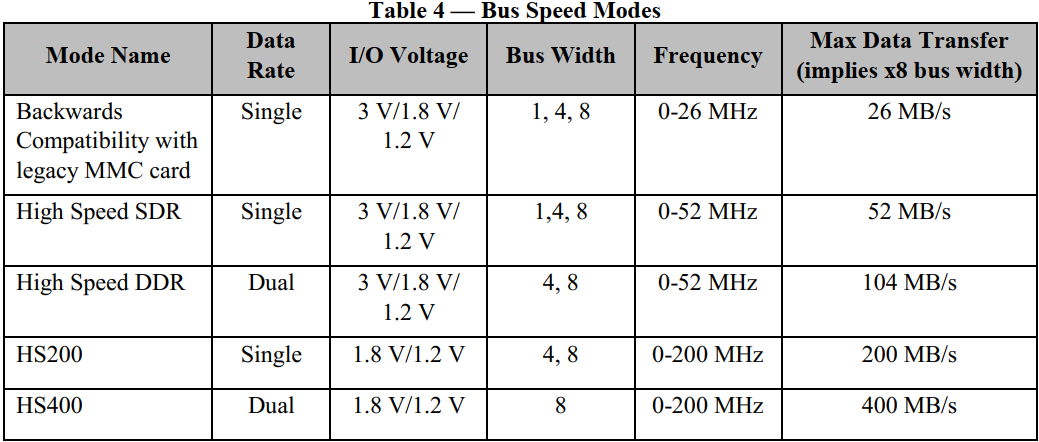 Table 4 — Bus Speed Modes
Mode Name Data Rate I/O Voltage Bus Width Frequency Max Data Transfer (implies x8 bus width)
Backwards Compatibility with legacy MMC card Single 3 V/1.8 V/ 1.2 V 1, 4, 8 0-26 MHz 26 MB/s
High Speed SDR Single 3 V/1.8 V/ 1.2 V 1,4, 8 0-52 MHz 52 MB/s
High Speed DDR Dual 3 V/1.8 V/ 1.2 V 4, 8 0-52 MHz 104 MB/s
HS200 Single 1.8 V/1.2 V 4, 8 0-200 MHz 200 MB/s
HS400 Dual 1.8 V/1.2 V 8 0-200 MHz 400 MB/s